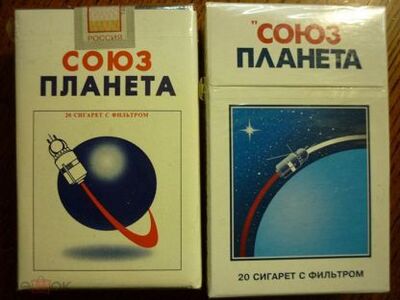 РОССИЯ
СОЮЗ
ПЛАНЕТА
20 СИГАРЕТ С ФИЛЬТРОМ
"СОЮЗ
ПЛАНЕТА
20 СИГАРЕТ С ФИЛЬТРОМ